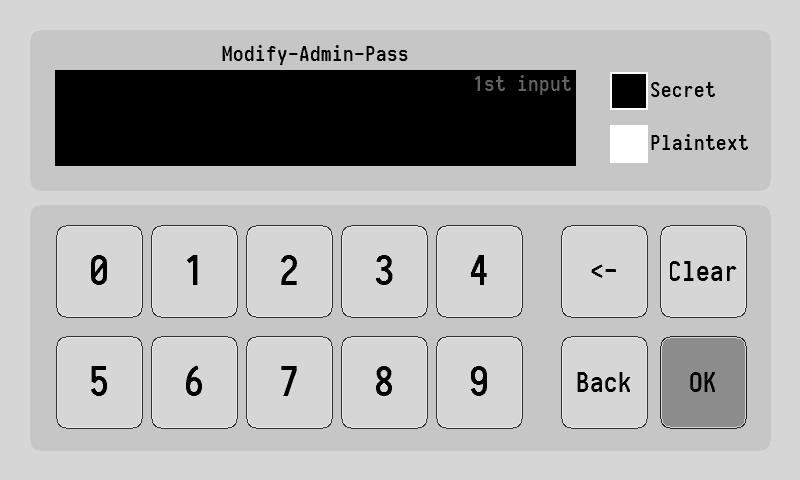 Modify-Admin-Pass
1st input
Secret
Plaintext
0 1 2 3 4 <- Clear
5 6 7 8 9 Back OK